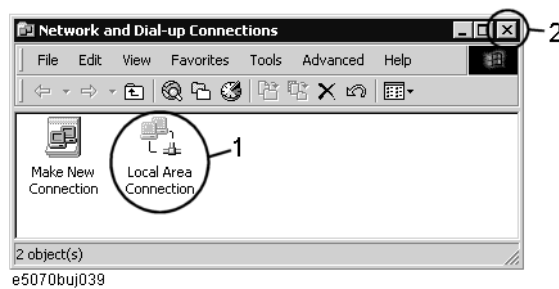 Network and Dial-up Connections
2
File Edit View Favorites Tools Advanced Help
1
Make New Connection
Local Area Connection
2 object(s)
e5070buj039